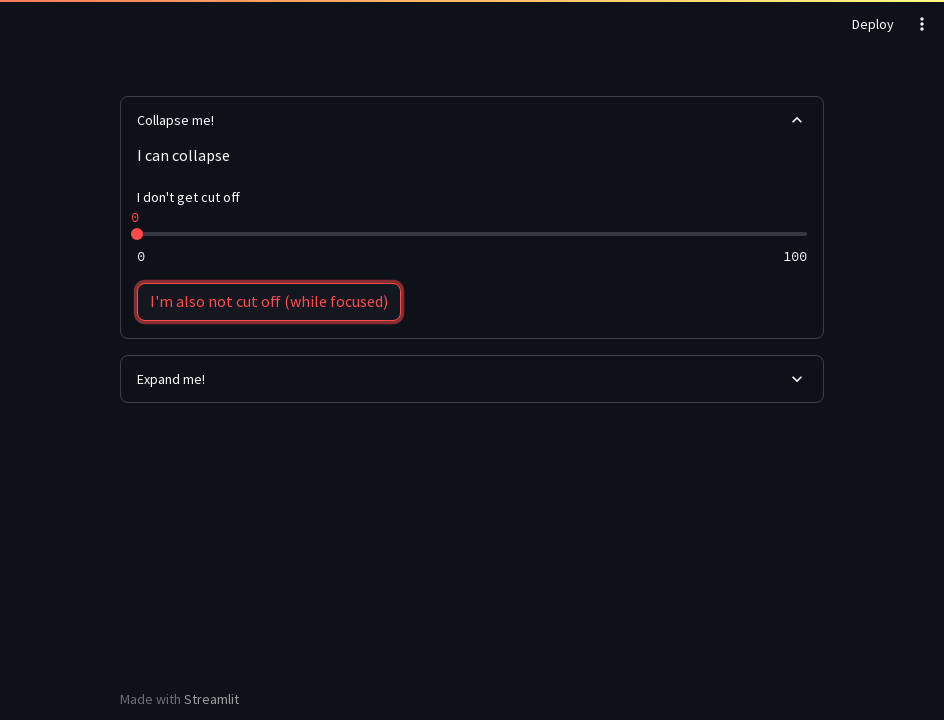 Deploy
Collapse me!
I can collapse
I don't get cut off
0
0 100
I'm also not cut off (while focused)
Expand me!
Made with Streamlit